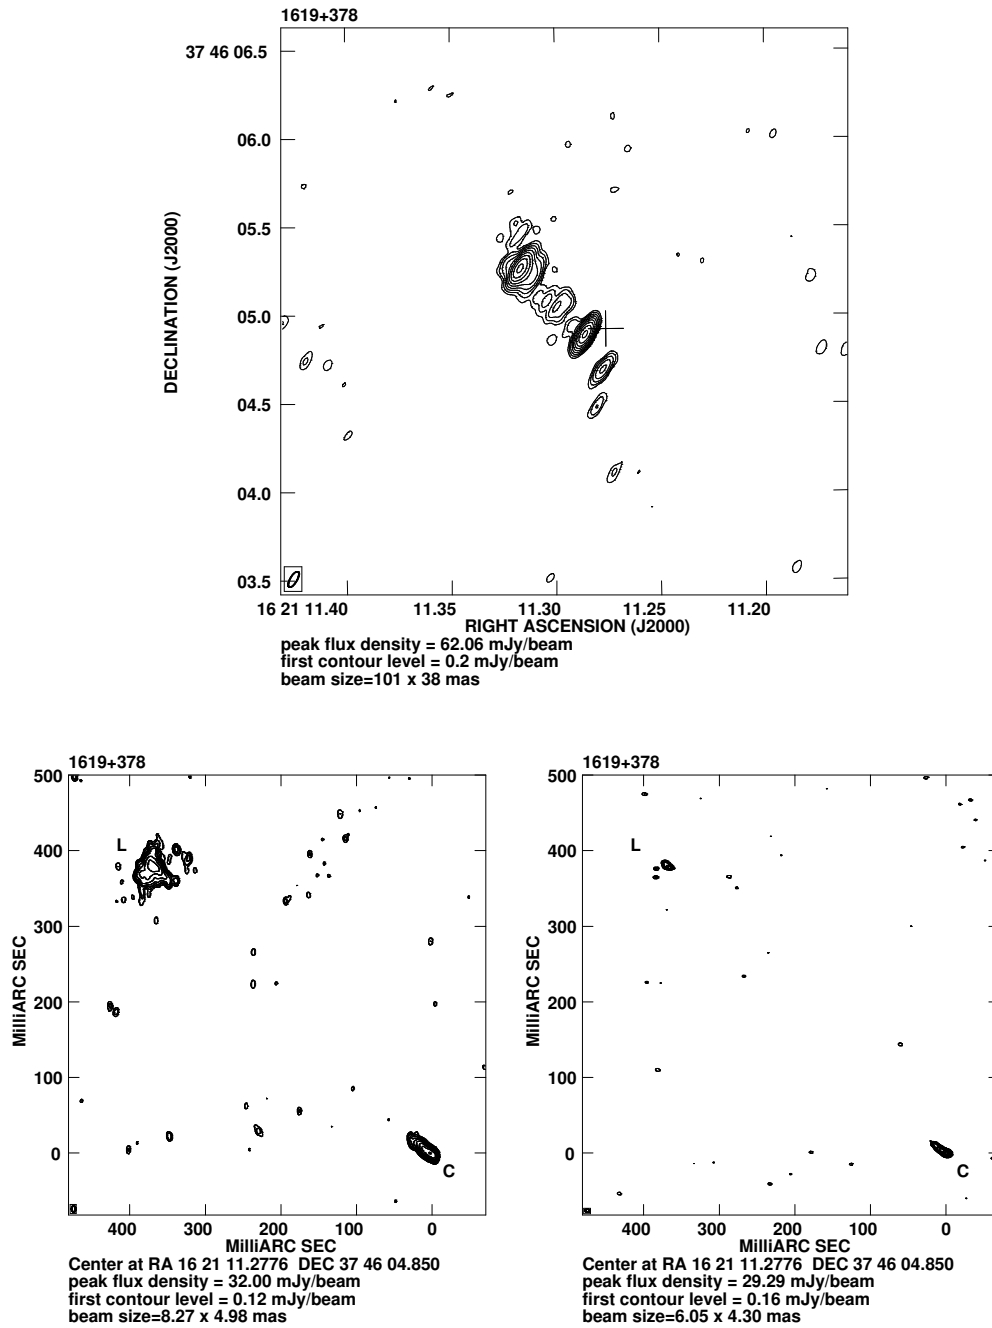 1619+378
37 46 06.5
06.0
05.5
05.0
04.5
04.0
03.5
DECLINATION (J2000)
16 21 11.40 11.35 11.30 11.25 11.20
RIGHT ASCENSION (J2000)
peak flux density = 62.06 mJy/beam
first contour level = 0.2 mJy/beam
beam size=101 x 38 mas
1619+378
500
400
300
200
100
0
MilliARC SEC
L
C
400 300 200 100 0
MilliARC SEC
Center at RA 16 21 11.2776 DEC 37 46 04.850
peak flux density = 32.00 mJy/beam
first contour level = 0.12 mJy/beam
beam size=8.27 x 4.98 mas
1619+378
500
400
300
200
100
0
MilliARC SEC
L
C
400 300 200 100 0
MilliARC SEC
Center at RA 16 21 11.2776 DEC 37 46 04.850
peak flux density = 29.29 mJy/beam
first contour level = 0.16 mJy/beam
beam size=6.05 x 4.30 mas